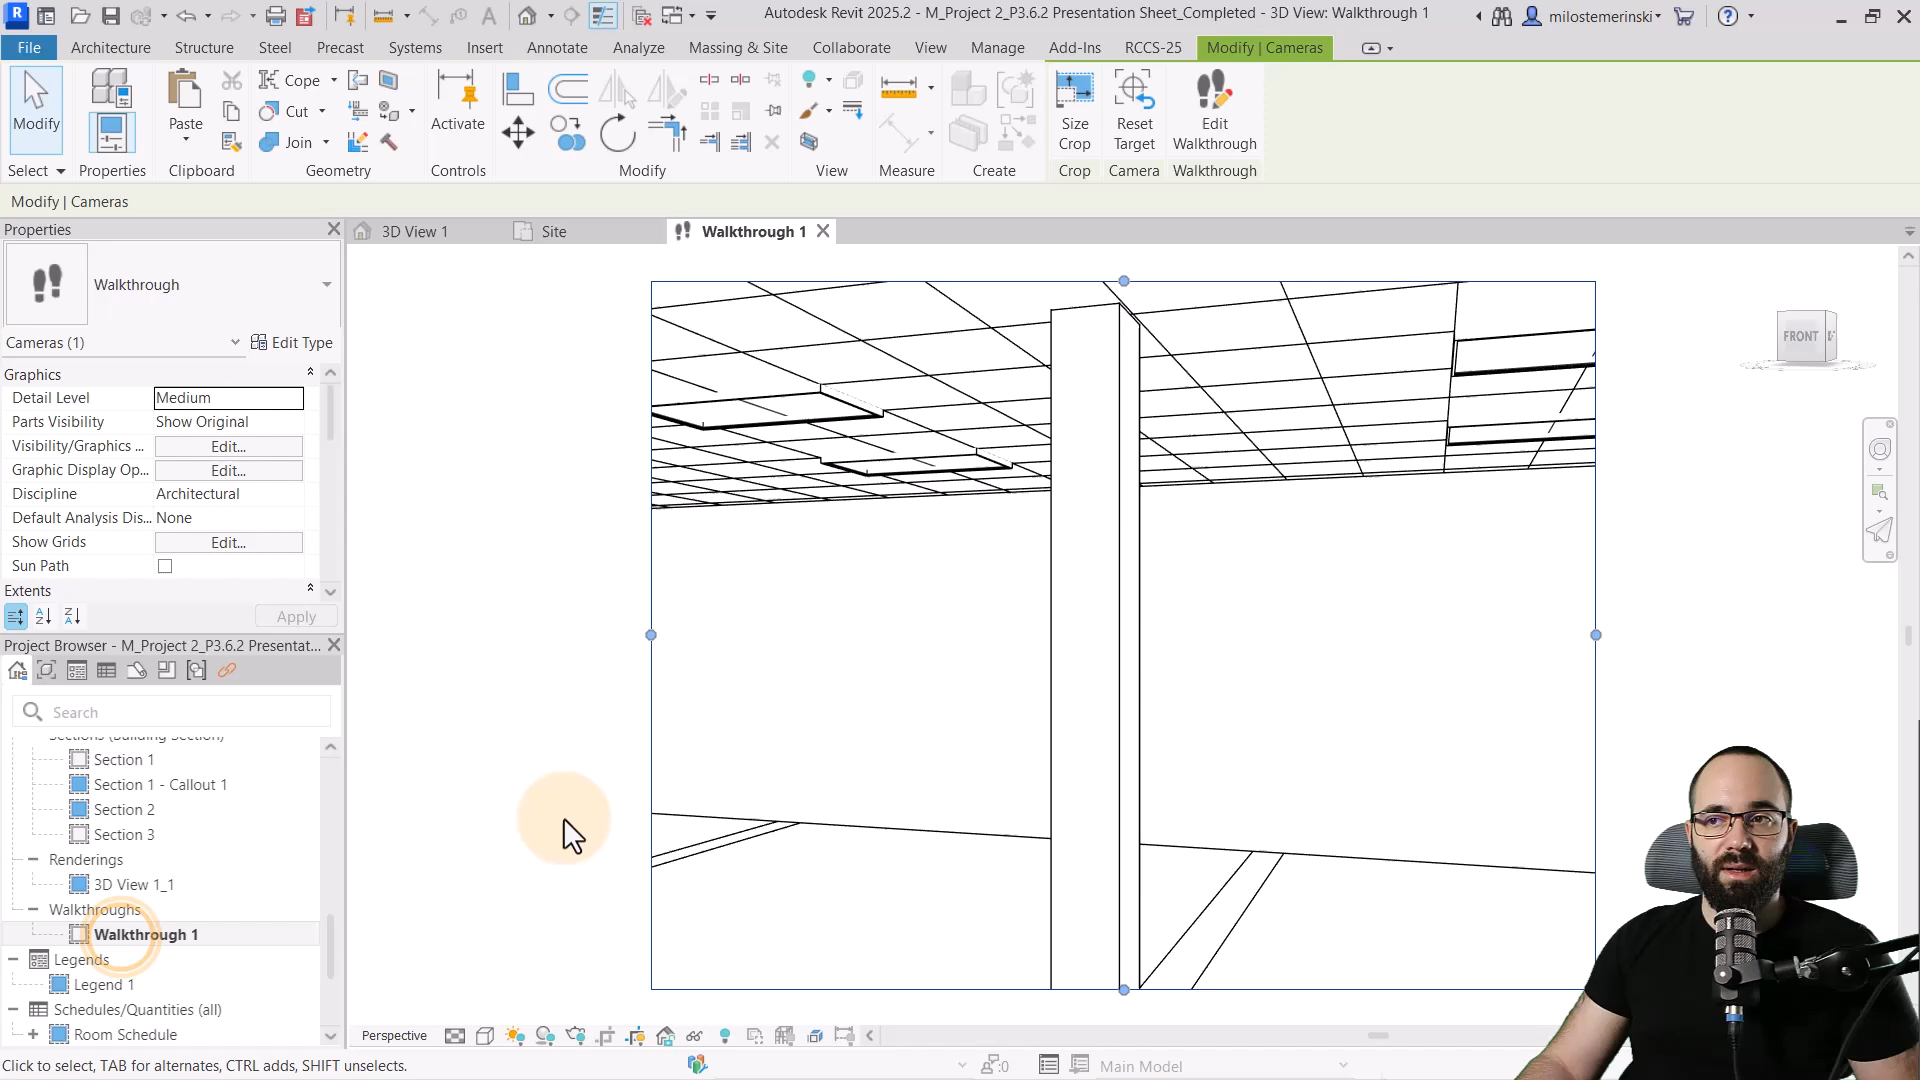 Autodesk Revit 2025.2 - M_Project 2_P3.6.2 Presentation Sheet_Completed - 3D View: Walkthrough 1
milostemerinski
File
Architecture
Structure
Steel
Precast
Systems
Insert
Annotate
Analyze
Massing & Site
Collaborate
View
Manage
Add-Ins
RCCS-25
Modify | Cameras
Modify
Paste
Cope
Cut
Join
Activate
Size
Crop
Reset
Target
Edit
Walkthrough
Select
Properties
Clipboard
Geometry
Controls
Modify
View
Measure
Create
Crop
Camera
Walkthrough
Modify | Cameras
Properties
3D View 1
Site
Walkthrough 1
Walkthrough
Cameras (1)
Edit Type
Graphics
Detail Level Medium
Parts Visibility Show Original
Visibility/Graphics ... Edit...
Graphic Display Op... Edit...
Discipline Architectural
Default Analysis Dis... None
Show Grids Edit...
Sun Path
Extents
Apply
FRONT
Project Browser - M_Project 2_P3.6.2 Presentat...
Search
Sections (Building Section)
Section 1
Section 1 - Callout 1
Section 2
Section 3
Renderings
3D View 1_1
Walkthroughs
Walkthrough 1
Legends
Legend 1
Schedules/Quantities (all)
Room Schedule
Perspective
Click to select, TAB for alternates, CTRL adds, SHIFT unselects.
:0
Main Model